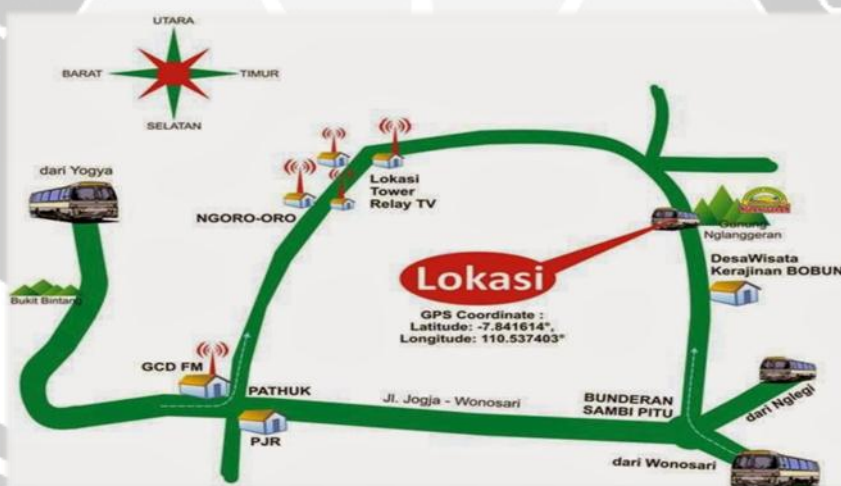 UTARA
BARAT
TIMUR
SELATAN
dari Yogya
Lokasi
Tower
Relay TV
NGORO-ORO
Gunung
Nglanggeran
Lokasi
DesaWisata
Kerajinan BOBUN
GPS Coordinate :
Latitude: -7.841614°,
Longitude: 110.537403°
Bukit Bintang
GCD FM
PATHUK
Jl. Jogja - Wonosari
BUNDERAN
SAMBI PITU
PJR
dari Nglegi
dari Wonosari